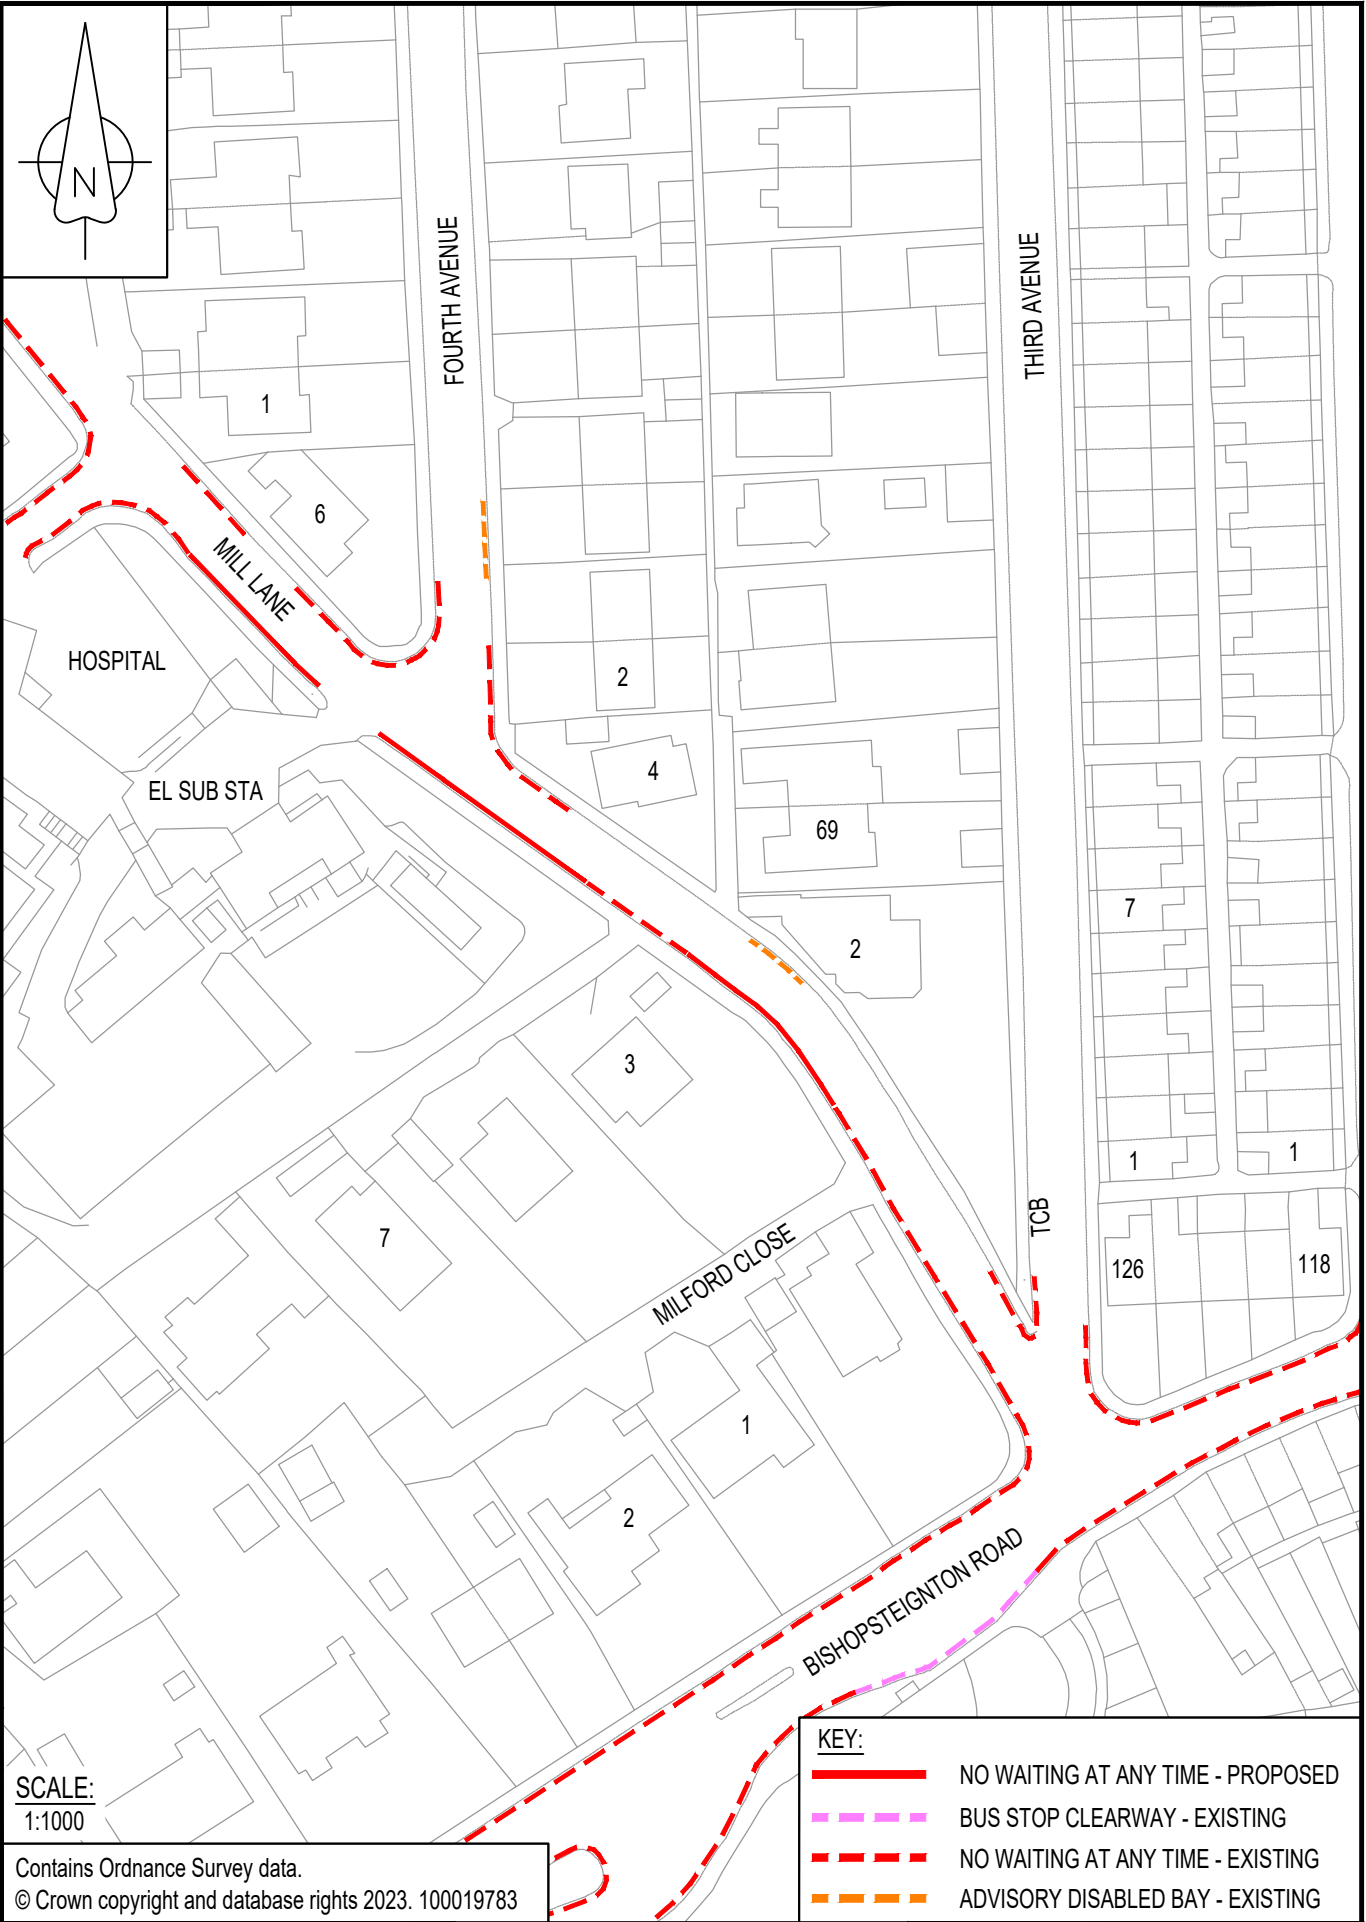 N
FOURTH AVENUE
THIRD AVENUE
1
6
MILL LANE
HOSPITAL
2
4
EL SUB STA
69
7
2
3
1
1
7
TCB
MILFORD CLOSE
126
118
1
2
BISHOPSTEIGNTON ROAD
KEY:
NO WAITING AT ANY TIME - PROPOSED
BUS STOP CLEARWAY - EXISTING
NO WAITING AT ANY TIME - EXISTING
ADVISORY DISABLED BAY - EXISTING
SCALE:
1:1000
Contains Ordnance Survey data.
© Crown copyright and database rights 2023. 100019783